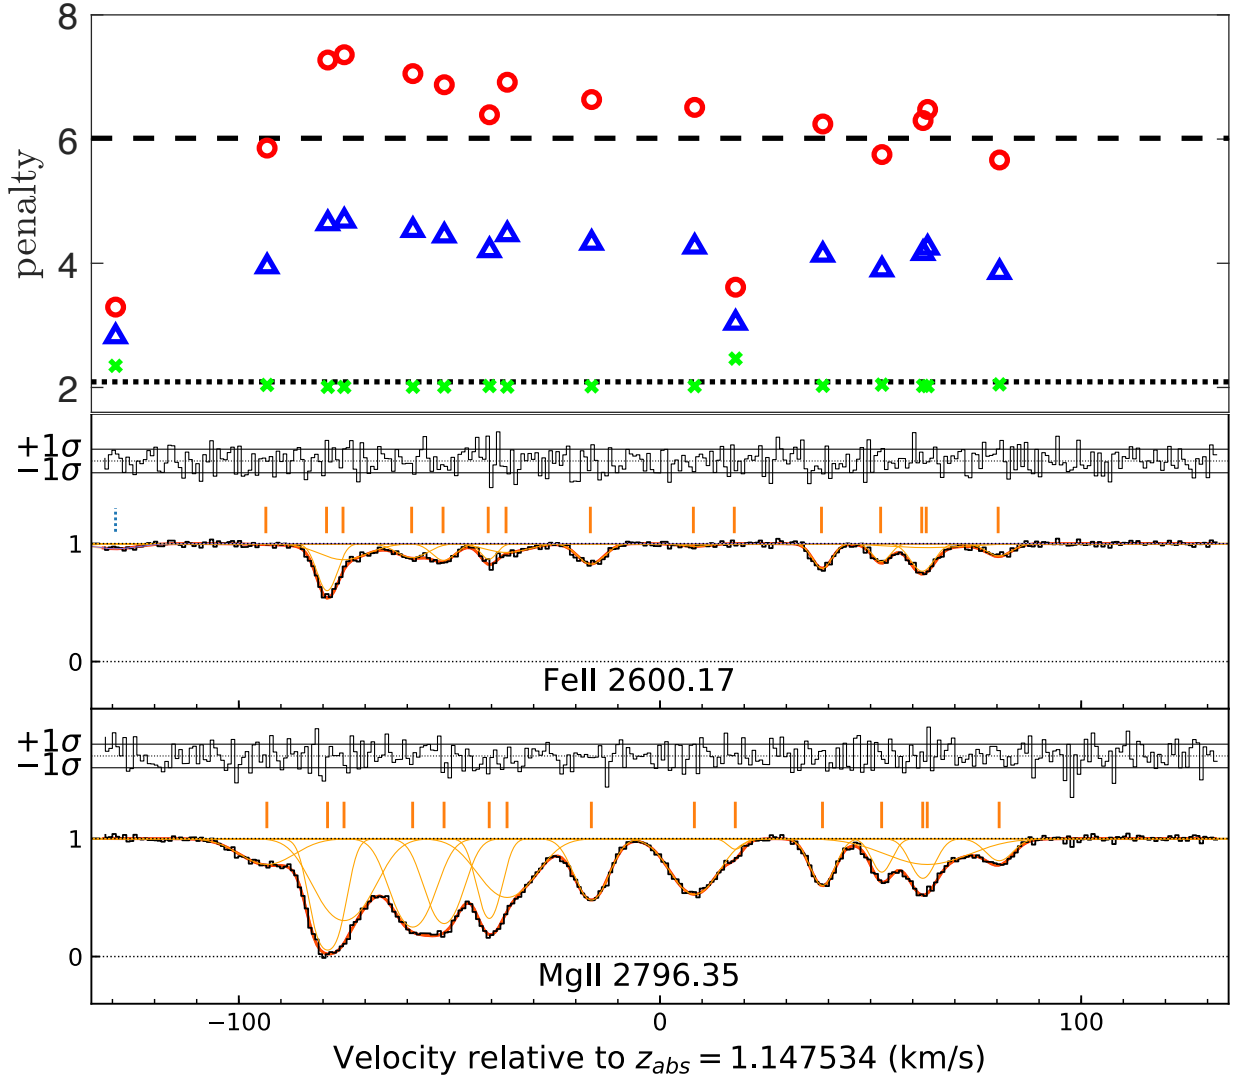 8
6
4
2
penalty
+1σ
−1σ
1
0
FeII 2600.17
+1σ
−1σ
1
0
MgII 2796.35
−100 0 100
Velocity relative to z_abs = 1.147534 (km/s)